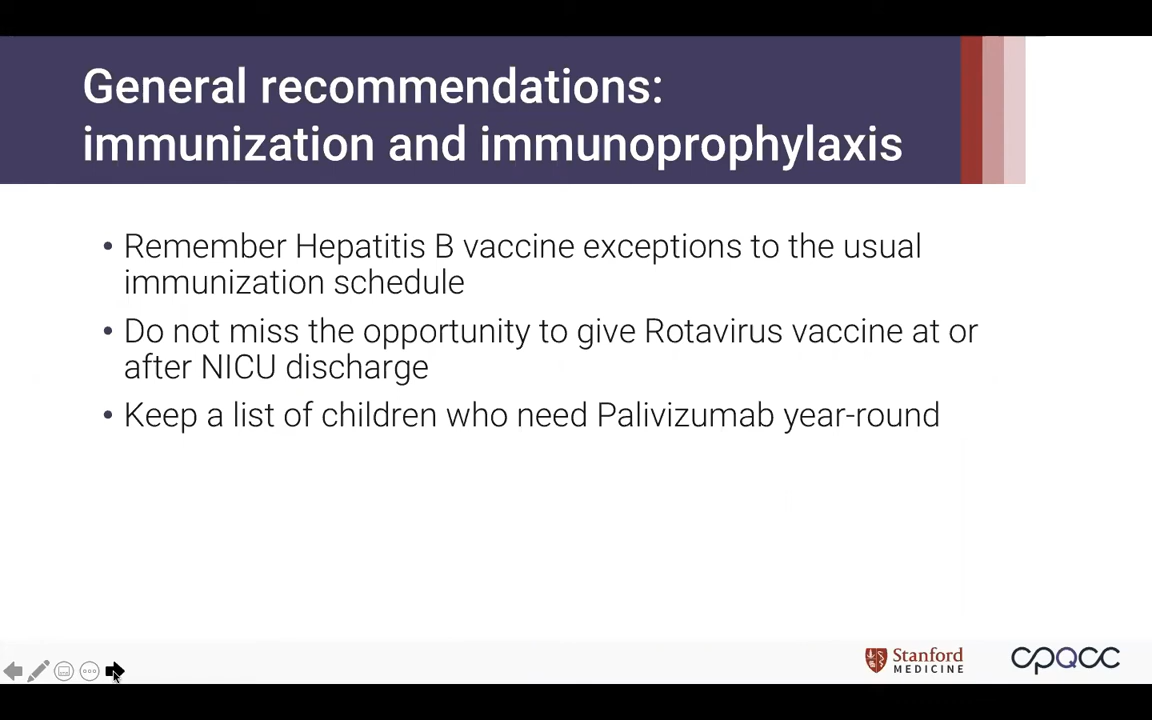 General recommendations:
immunization and immunoprophylaxis
• Remember Hepatitis B vaccine exceptions to the usual
immunization schedule
• Do not miss the opportunity to give Rotavirus vaccine at or
after NICU discharge
• Keep a list of children who need Palivizumab year-round
Stanford
MEDICINE
cpqcc